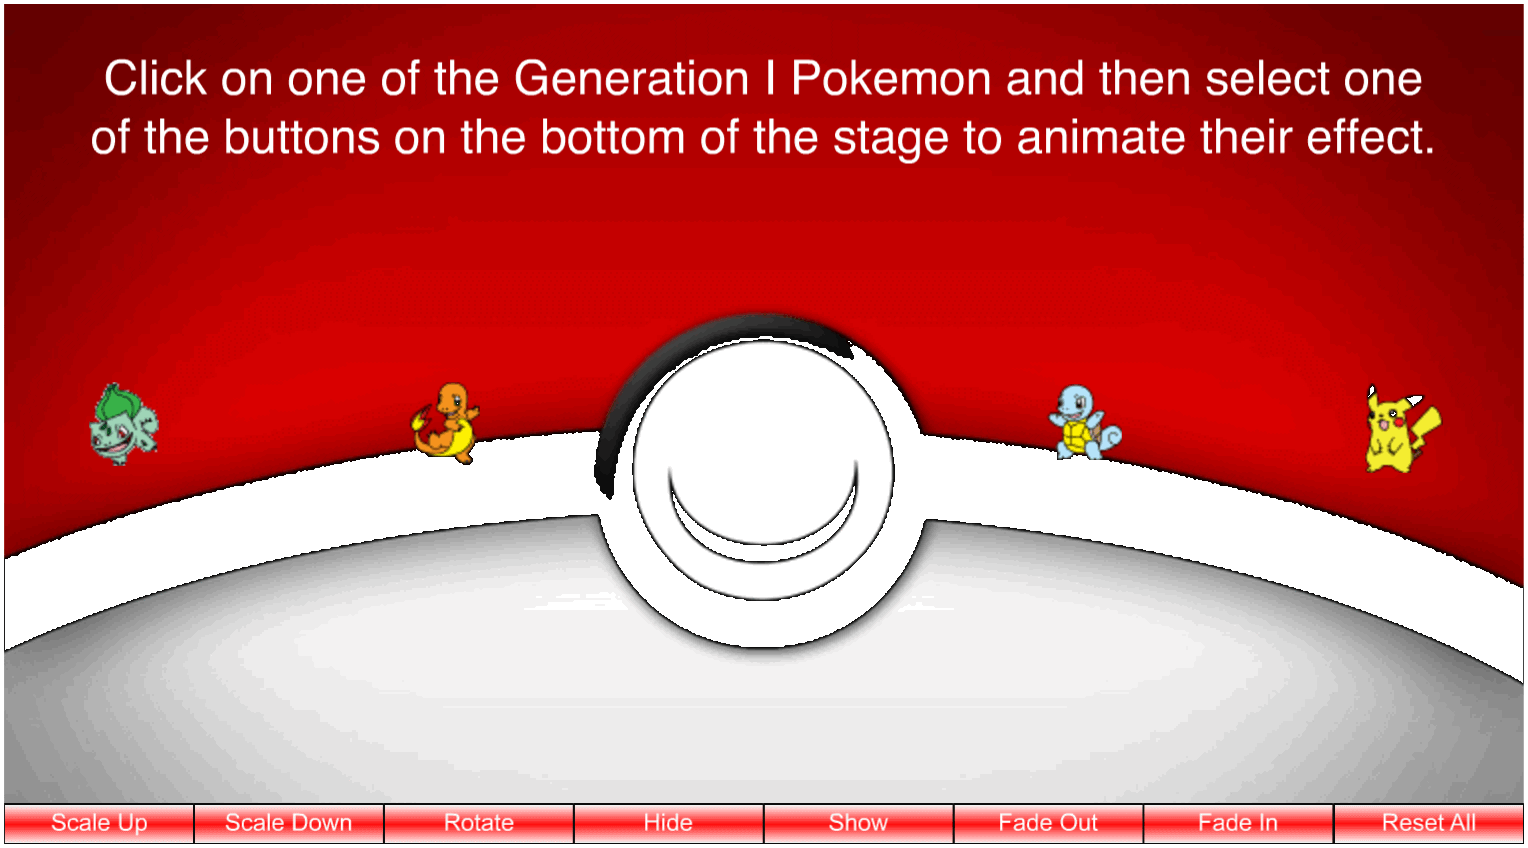 Click on one of the Generation I Pokemon and then select one
of the buttons on the bottom of the stage to animate their effect.
Scale Up
Scale Down
Rotate
Hide
Show
Fade Out
Fade In
Reset All